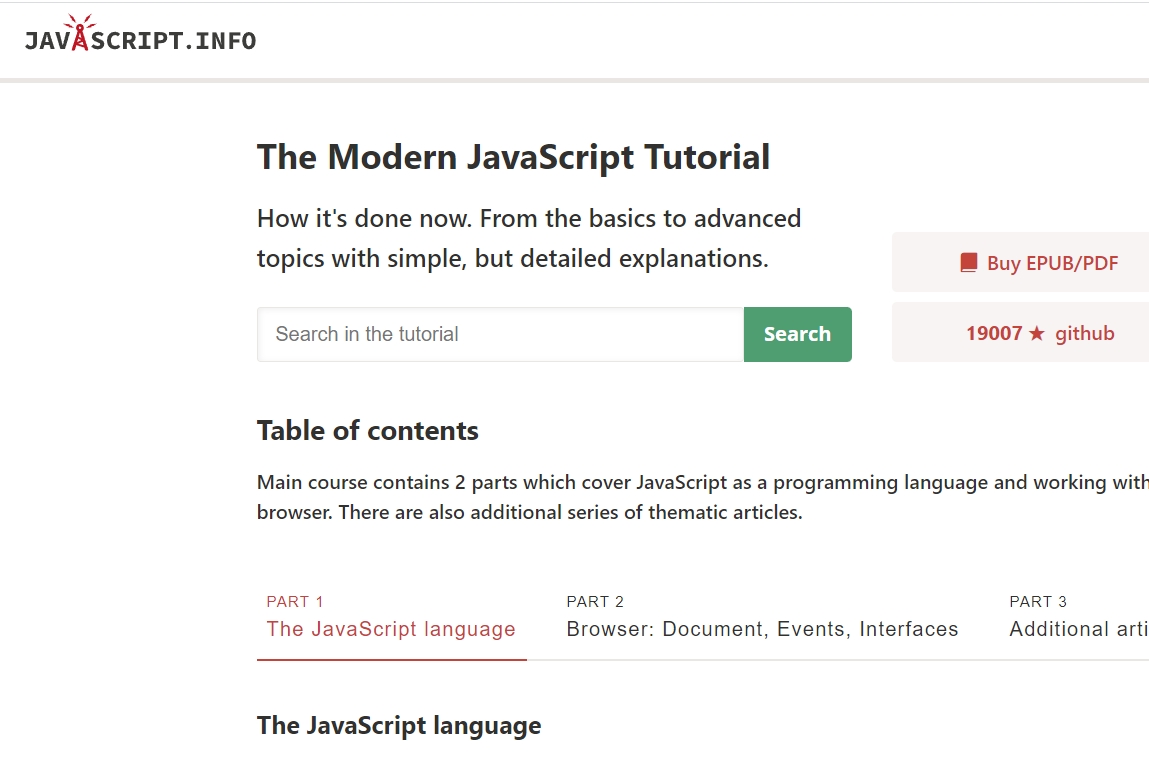 JAVASCRIPT.INFO
The Modern JavaScript Tutorial
How it's done now. From the basics to advanced
topics with simple, but detailed explanations.
Buy EPUB/PDF
Search in the tutorial
Search
19007 ★ github
Table of contents
Main course contains 2 parts which cover JavaScript as a programming language and working with
browser. There are also additional series of thematic articles.
PART 1
The JavaScript language
PART 2
Browser: Document, Events, Interfaces
PART 3
Additional arti
The JavaScript language